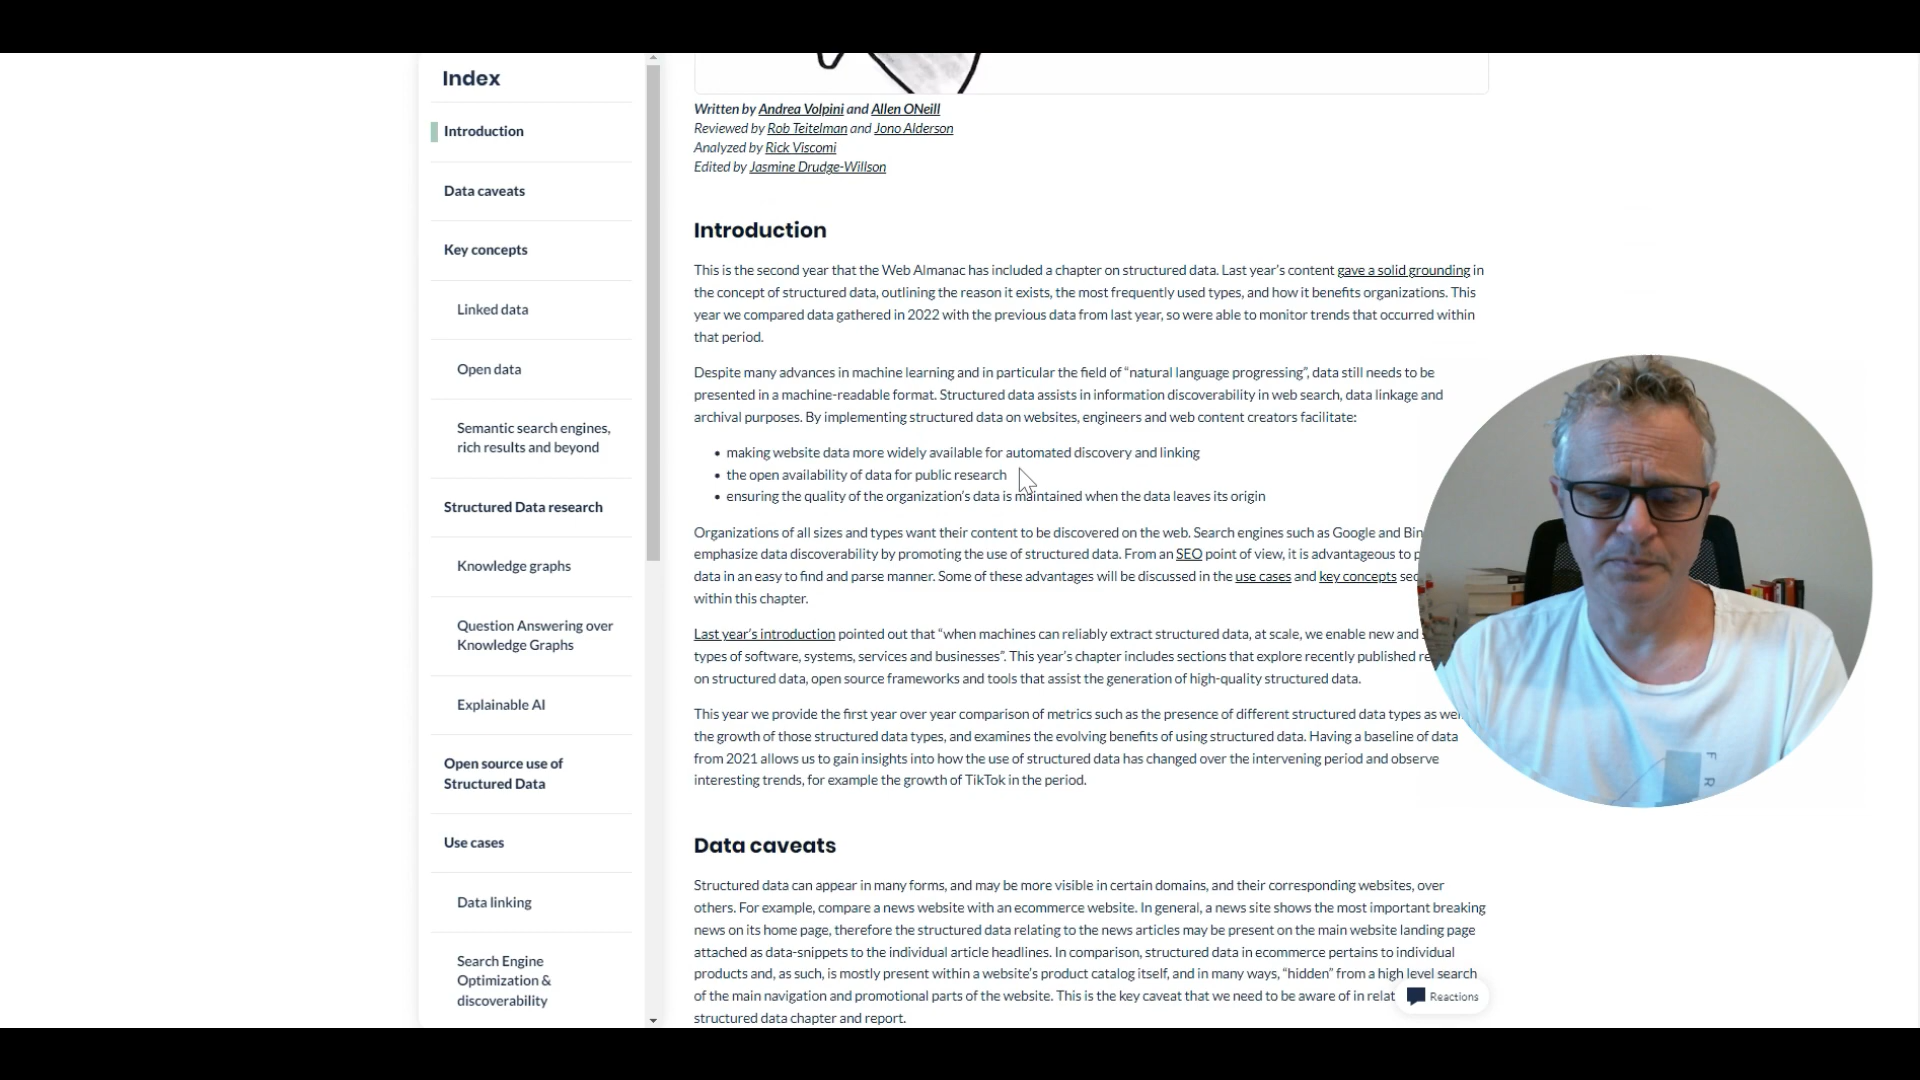 Index
Introduction
Data caveats
Key concepts
Linked data
Open data
Semantic search engines,
rich results and beyond
Structured Data research
Knowledge graphs
Question Answering over
Knowledge Graphs
Explainable AI
Open source use of
Structured Data
Use cases
Data linking
Search Engine
Optimization &
discoverability
Written by Andrea Volpini and Allen ONeill
Reviewed by Rob Teitelman and Jono Alderson
Analyzed by Rick Viscomi
Edited by Jasmine Drudge-Willson
Introduction
This is the second year that the Web Almanac has included a chapter on structured data. Last year's content gave a solid grounding in
the concept of structured data, outlining the reason it exists, the most frequently used types, and how it benefits organizations. This
year we compared data gathered in 2022 with the previous data from last year, so were able to monitor trends that occurred within
that period.
Despite many advances in machine learning and in particular the field of “natural language progressing”, data still needs to be
presented in a machine-readable format. Structured data assists in information discoverability in web search, data linkage and
archival purposes. By implementing structured data on websites, engineers and web content creators facilitate:
• making website data more widely available for automated discovery and linking
• the open availability of data for public research
• ensuring the quality of the organization's data is maintained when the data leaves its origin
Organizations of all sizes and types want their content to be discovered on the web. Search engines such as Google and Bin
emphasize data discoverability by promoting the use of structured data. From an SEO point of view, it is advantageous to p
data in an easy to find and parse manner. Some of these advantages will be discussed in the use cases and key concepts sec
within this chapter.
Last year's introduction pointed out that “when machines can reliably extract structured data, at scale, we enable new and
types of software, systems, services and businesses”. This year's chapter includes sections that explore recently published re
on structured data, open source frameworks and tools that assist the generation of high-quality structured data.
This year we provide the first year over year comparison of metrics such as the presence of different structured data types as wel
the growth of those structured data types, and examines the evolving benefits of using structured data. Having a baseline of data
from 2021 allows us to gain insights into how the use of structured data has changed over the intervening period and observe
interesting trends, for example the growth of TikTok in the period.
Data caveats
Structured data can appear in many forms, and may be more visible in certain domains, and their corresponding websites, over
others. For example, compare a news website with an ecommerce website. In general, a news site shows the most important breaking
news on its home page, therefore the structured data relating to the news articles may be present on the main website landing page
attached as data-snippets to the individual article headlines. In comparison, structured data in ecommerce pertains to individual
products and, as such, is mostly present within a website's product catalog itself, and in many ways, “hidden” from a high level search
of the main navigation and promotional parts of the website. This is the key caveat that we need to be aware of in relat
structured data chapter and report.
Reactions
F R